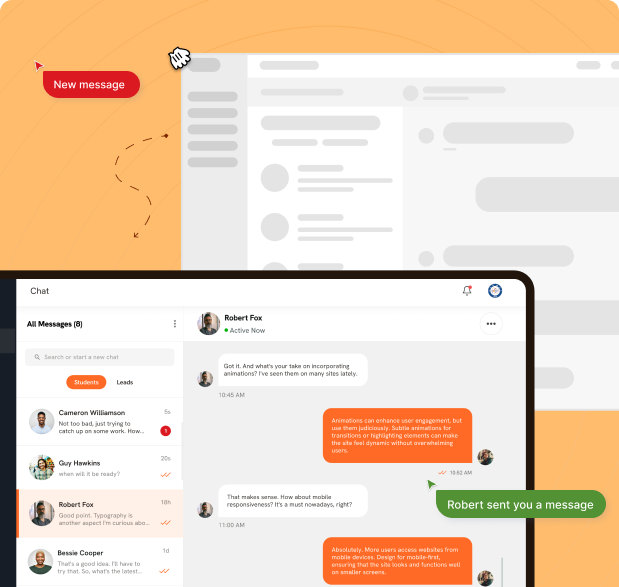 New message
Chat
All Messages (8)
Search or start a new chat
Students
Leads
Cameron Williamson
5s
Not too bad, just trying to
catch up on some work. How...
1
Guy Hawkins
20s
when will it be ready?
Robert Fox
18h
Good point. Typography is
another aspect I'm curious abo...
Bessie Cooper
1d
That's a good idea. I'll have to
try that. So, what's the latest...
Robert Fox
Active Now
Got it. And what's your take on incorporating
animations? I've seen them on many sites lately.
10:45 AM
Animations can enhance user engagement, but
use them judiciously. Subtle animations for
transitions or highlighting elements can make
the site feel dynamic without overwhelming
users.
10:52 AM
That makes sense. How about mobile
responsiveness? It's a must nowadays, right?
11:00 AM
Robert sent you a message
Absolutely. More users access websites from
mobile devices. Design for mobile-first,
ensuring that the site looks and functions well
on smaller screens.